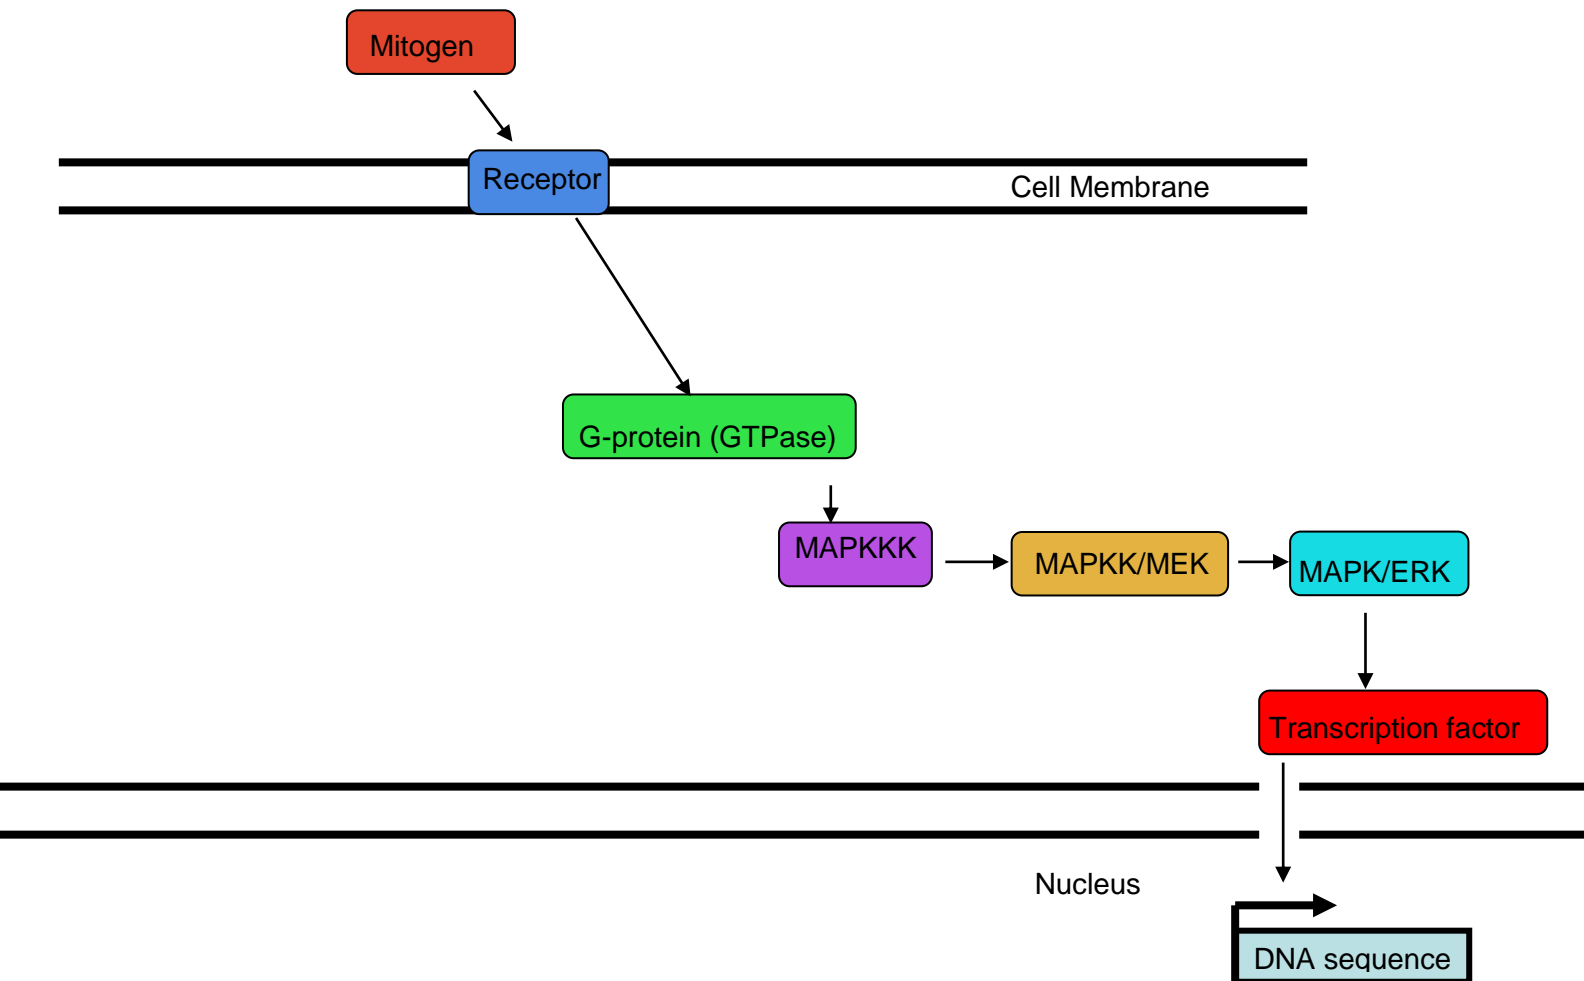 Mitogen
Receptor
Cell Membrane
G-protein (GTPase)
MAPKKK
MAPKK/MEK
MAPK/ERK
Transcription factor
Nucleus
DNA sequence